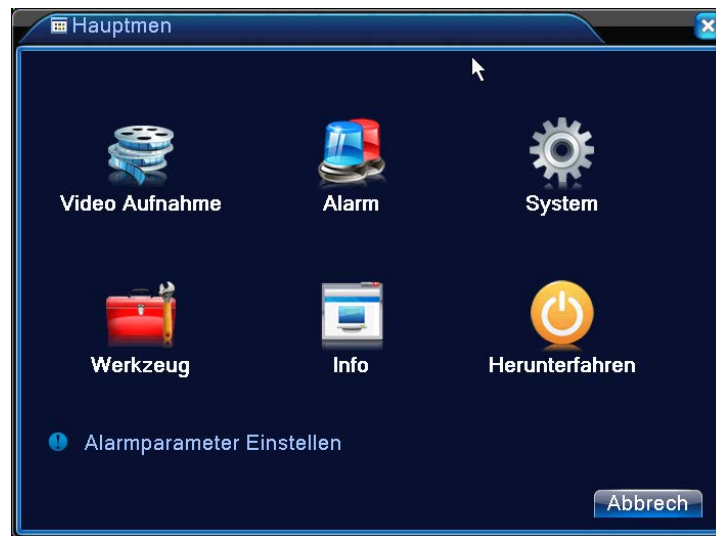 Hauptmen
Video Aufnahme
Alarm
System
Werkzeug
Info
Herunterfahren
Alarmparameter Einstellen
Abbrech